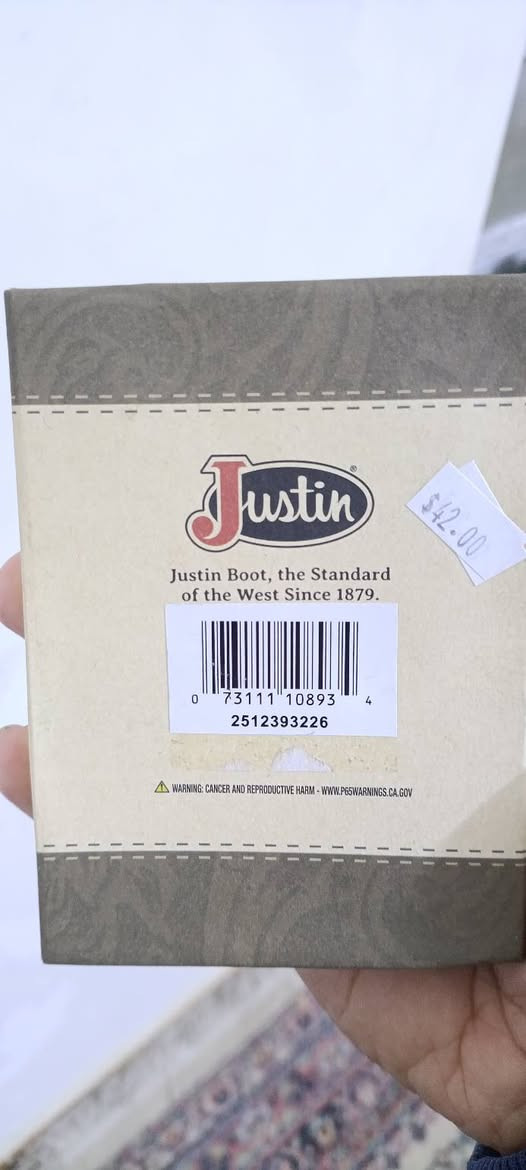 Justin®
$42.00
Justin Boot, the Standard
of the West Since 1879.
0 73111 10893 4
2512393226
WARNING: CANCER AND REPRODUCTIVE HARM - WWW.P65WARNINGS.CA.GOV